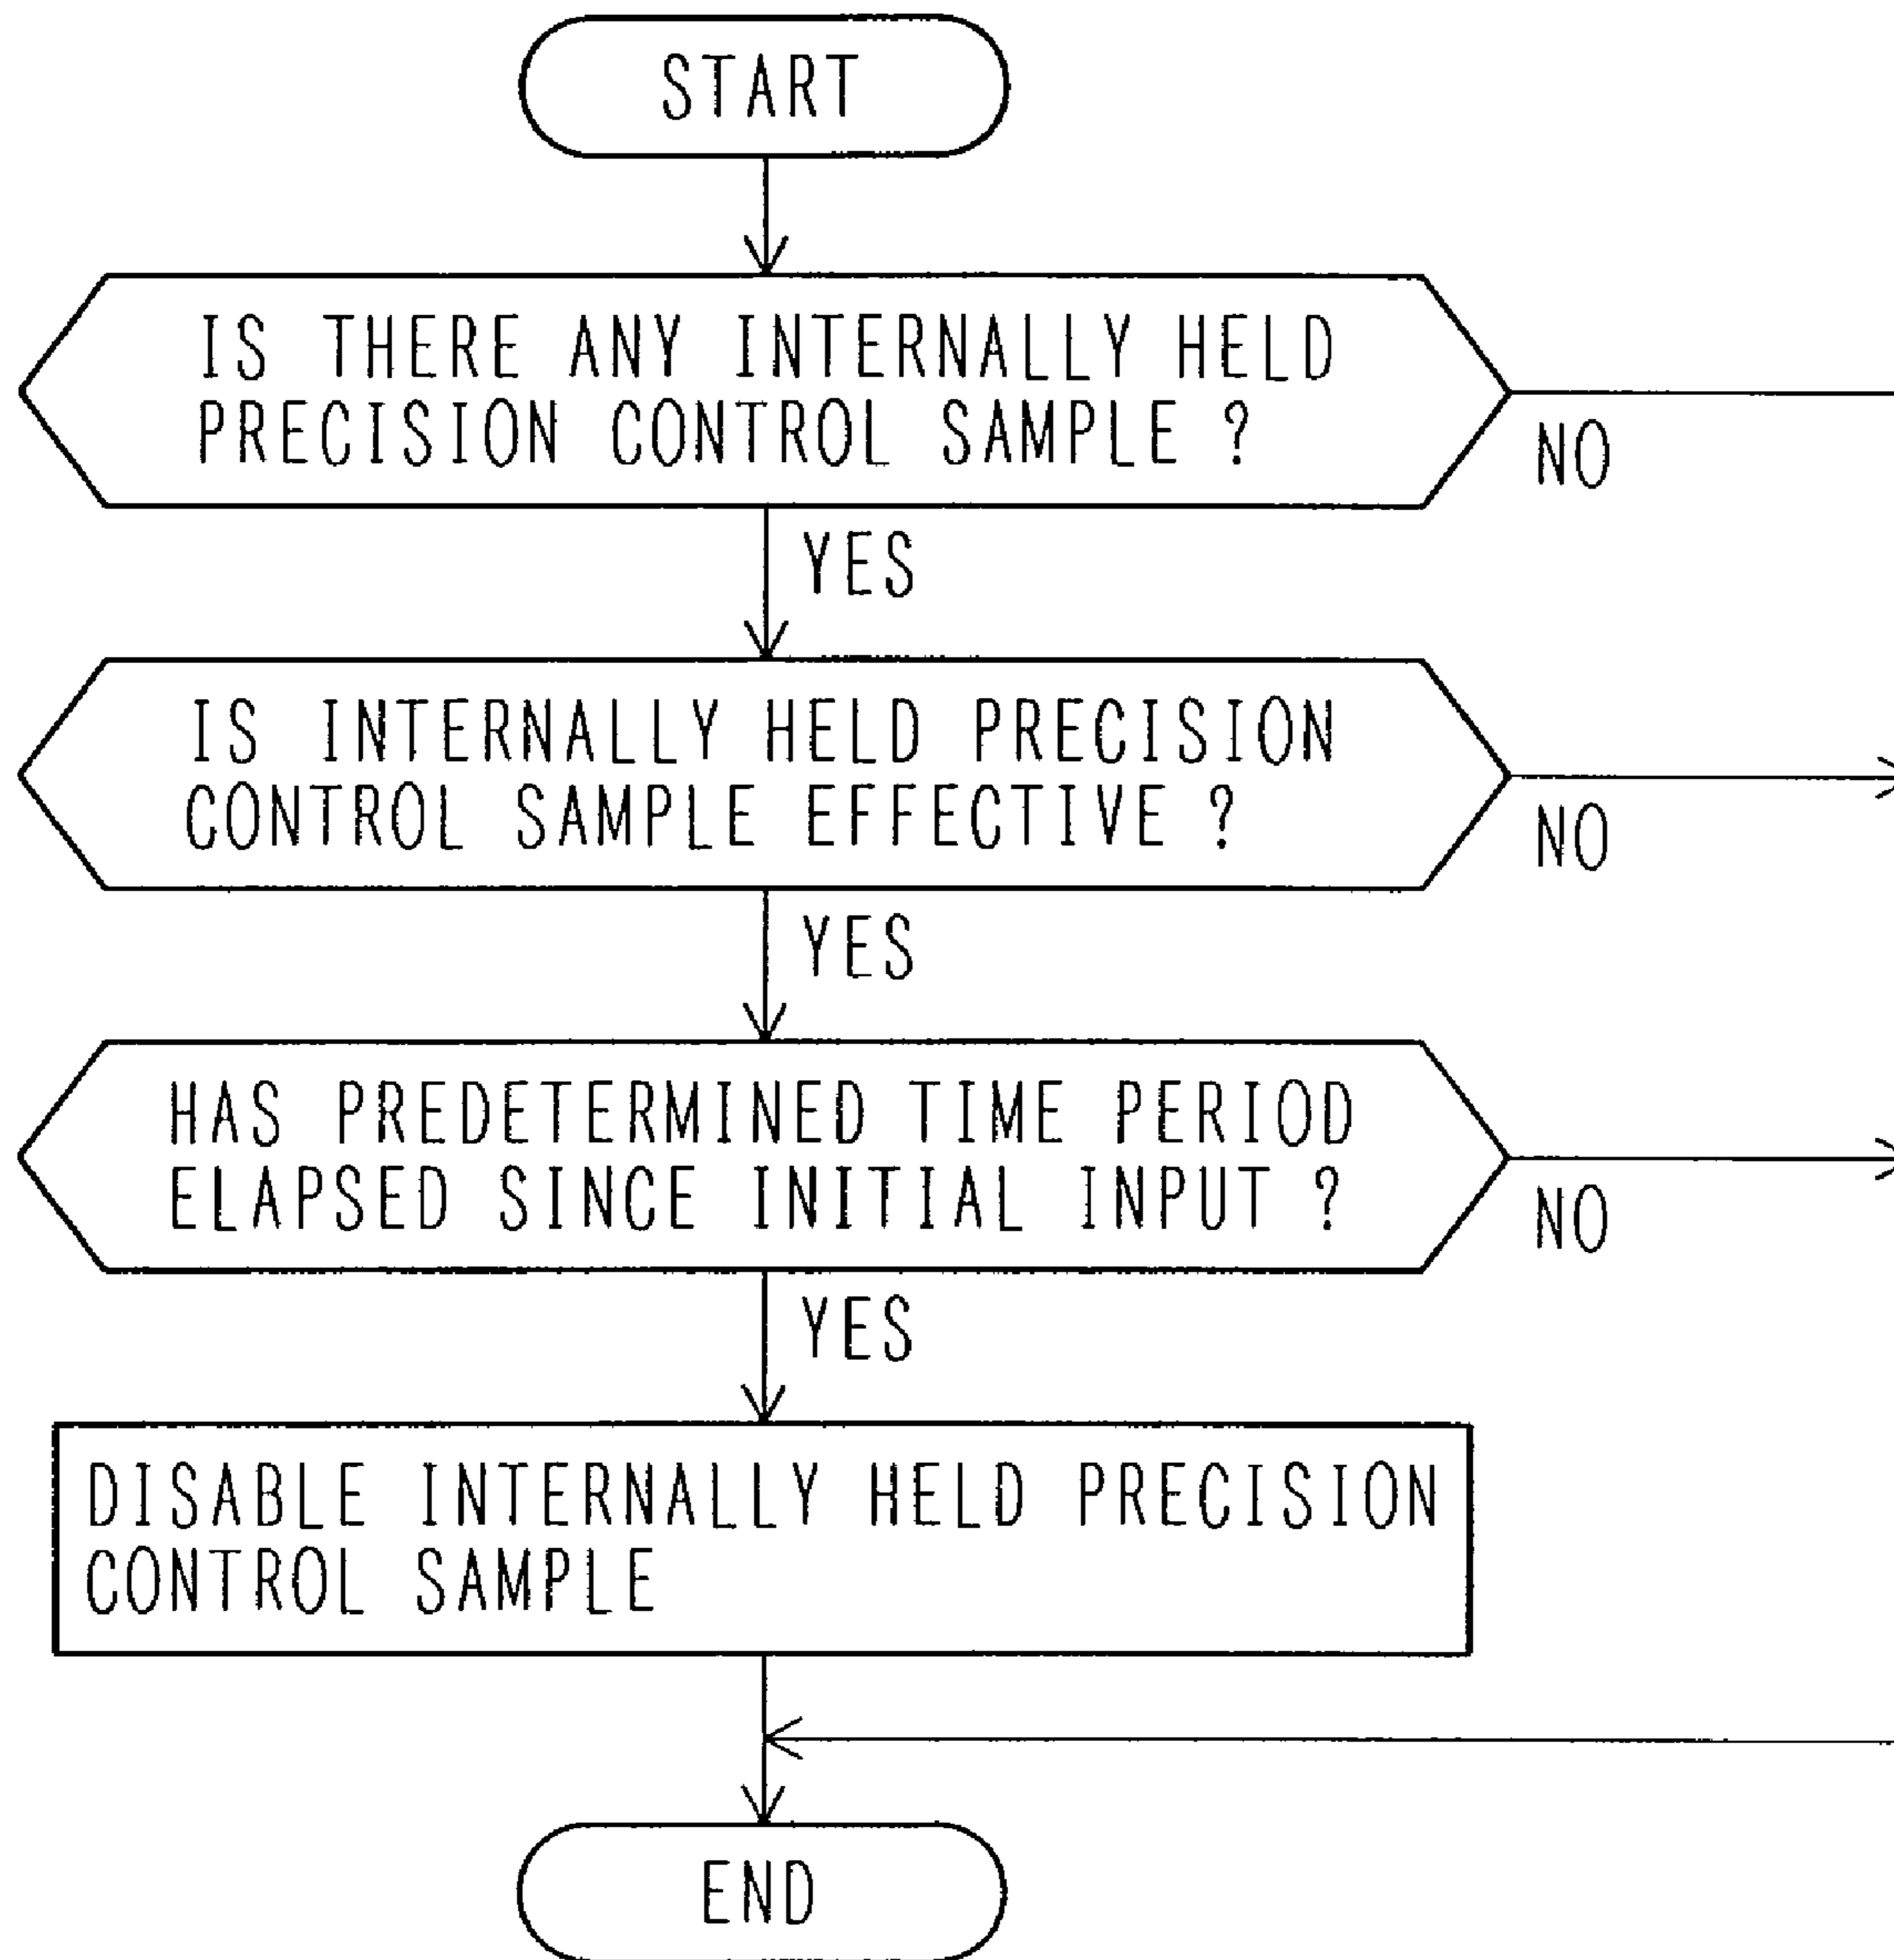 START
IS THERE ANY INTERNALLY HELD
PRECISION CONTROL SAMPLE ?
NO
YES
IS INTERNALLY HELD PRECISION
CONTROL SAMPLE EFFECTIVE ?
NO
YES
HAS PREDETERMINED TIME PERIOD
ELAPSED SINCE INITIAL INPUT ?
NO
YES
DISABLE INTERNALLY HELD PRECISION
CONTROL SAMPLE
END